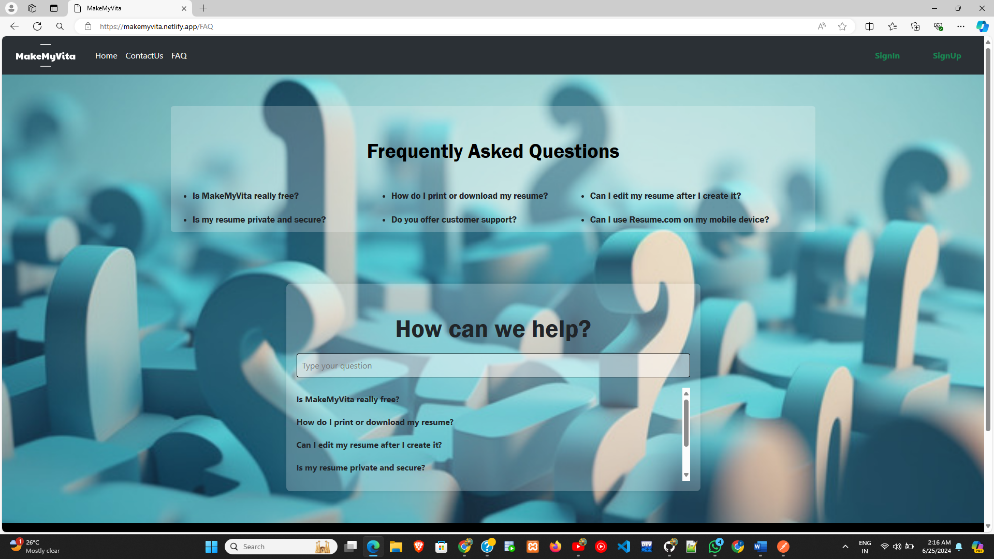 MakeMyVita
https://makemyvita.netlify.app/FAQ
MakeMyVita
Home ContactUs FAQ
SignIn SignUp
Frequently Asked Questions
• Is MakeMyVita really free? • How do I print or download my resume? • Can I edit my resume after I create it?
• Is my resume private and secure? • Do you offer customer support? • Can I use Resume.com on my mobile device?
How can we help?
Type your question
Is MakeMyVita really free?
How do I print or download my resume?
Can I edit my resume after I create it?
Is my resume private and secure?
26°C
Mostly clear
Search
ENG
IN
2:16 AM
6/25/2024